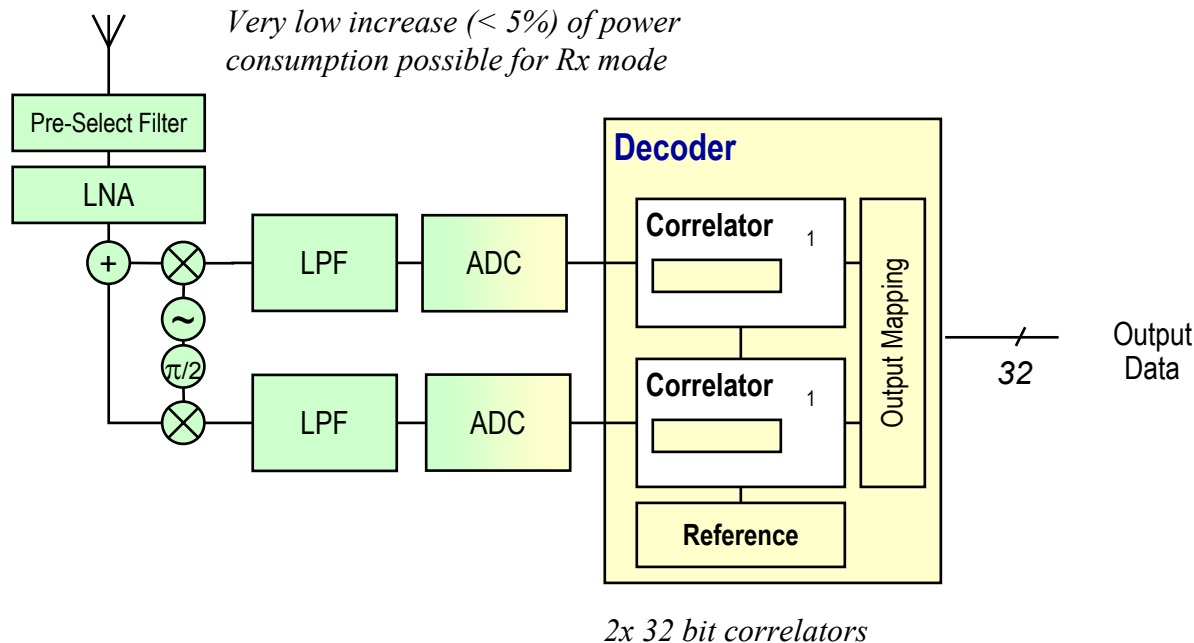 Very low increase (< 5%) of power
consumption possible for Rx mode
Pre-Select Filter
LNA
+
~
π/2
LPF
ADC
LPF
ADC
Decoder
Correlator 1
Correlator 1
Reference
Output Mapping
32
Output
Data
2x 32 bit correlators